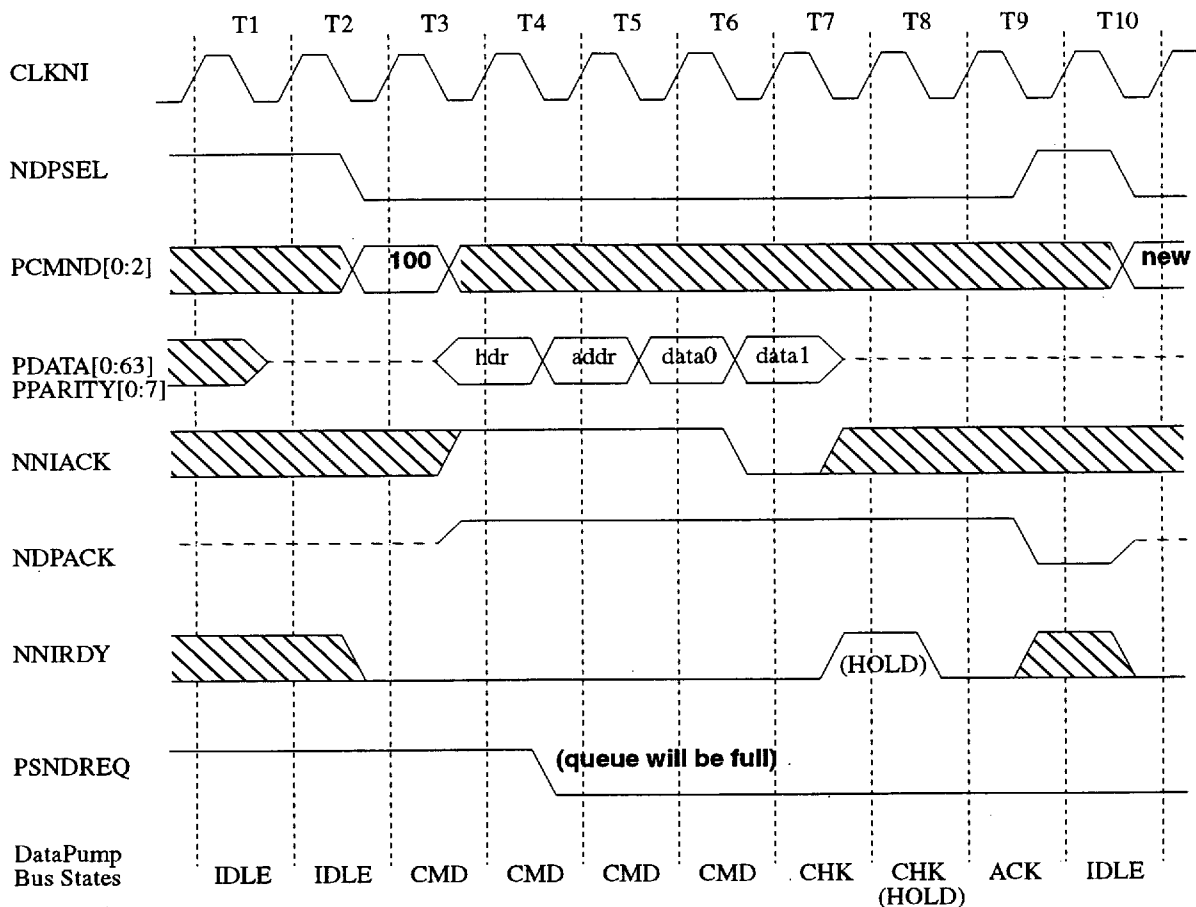 T1 T2 T3 T4 T5 T6 T7 T8 T9 T10
CLKNI
NDPSEL
PCMND[0:2] 100 new
PDATA[0:63] hdr addr data0 data1
PPARITY[0:7]
NNIACK
NDPACK
NNIRDY (HOLD)
PSNDREQ (queue will be full)
DataPump
Bus States IDLE IDLE CMD CMD CMD CMD CHK CHK ACK IDLE
(HOLD)